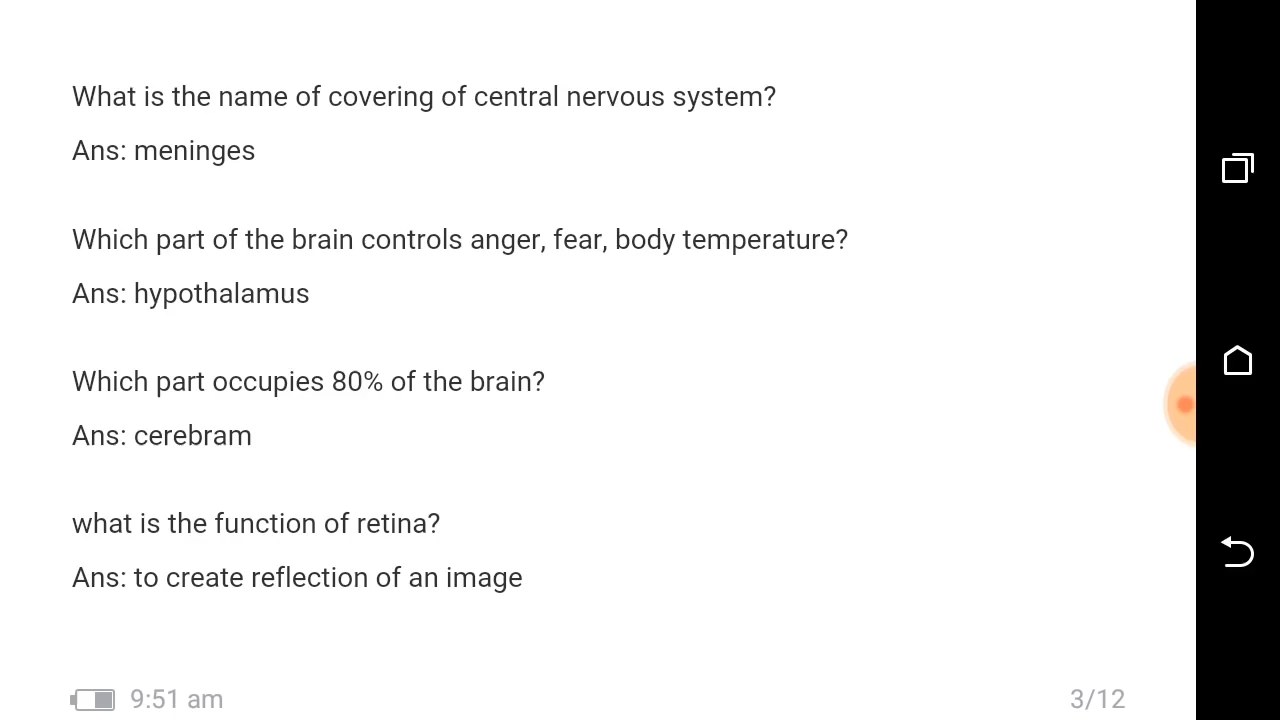 What is the name of covering of central nervous system?
Ans: meninges
Which part of the brain controls anger, fear, body temperature?
Ans: hypothalamus
Which part occupies 80% of the brain?
Ans: cerebram
what is the function of retina?
Ans: to create reflection of an image
9:51 am
3/12